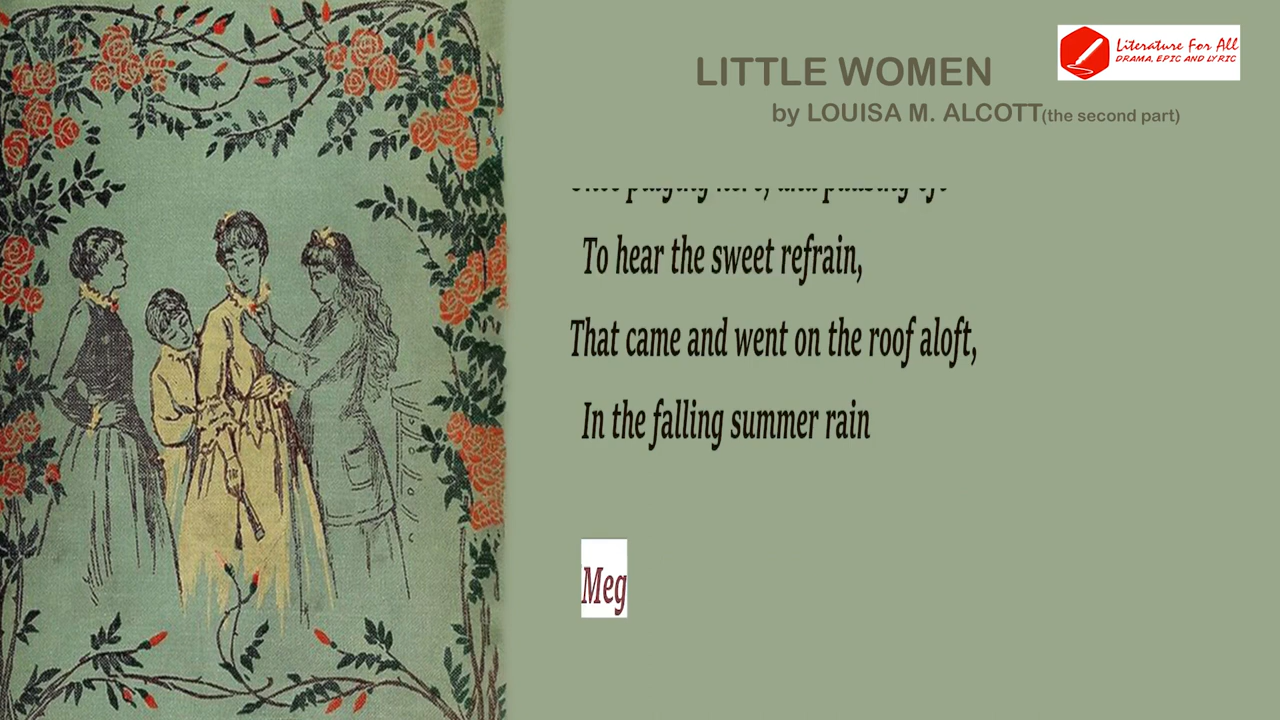 LITTLE WOMEN
by LOUISA M. ALCOTT(the second part)
Literature For All
DRAMA, EPIC AND LYRIC
To hear the sweet refrain,
That came and went on the roof aloft,
In the falling summer rain
Meg